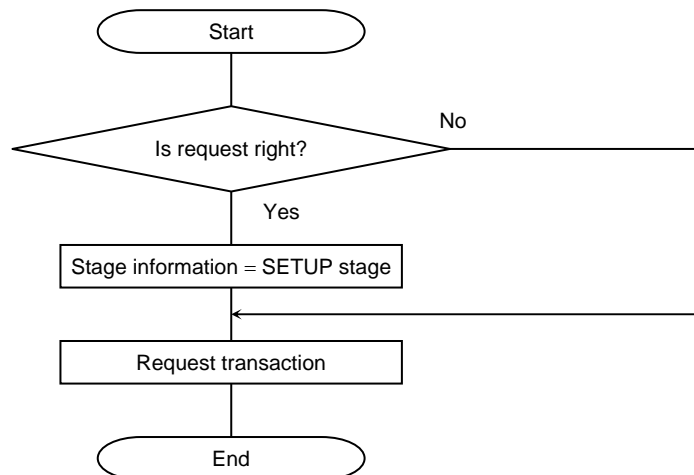 Start
No
Is request right?
Yes
Stage information = SETUP stage
Request transaction
End